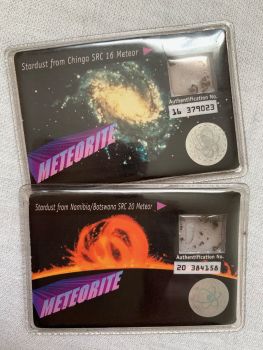 Stardust from Chinga SRC 16 Meteor
Authentification No.
16 379023
METEORITE
Stardust from Namibia/Botswana SRC 20 Meteor
Authentification No.
20 384158
METEORITE